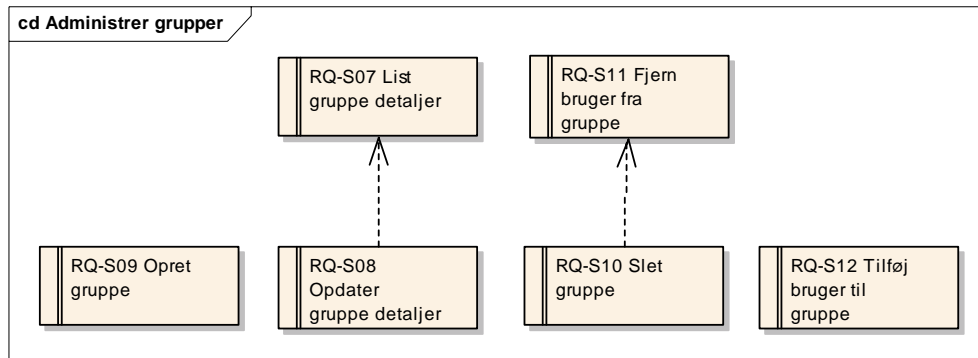 cd Administrer grupper
RQ-S07 List
gruppe detaljer
RQ-S11 Fjern
bruger fra
gruppe
RQ-S09 Opret
gruppe
RQ-S08
Opdater
gruppe detaljer
RQ-S10 Slet
gruppe
RQ-S12 Tilføj
bruger til
gruppe